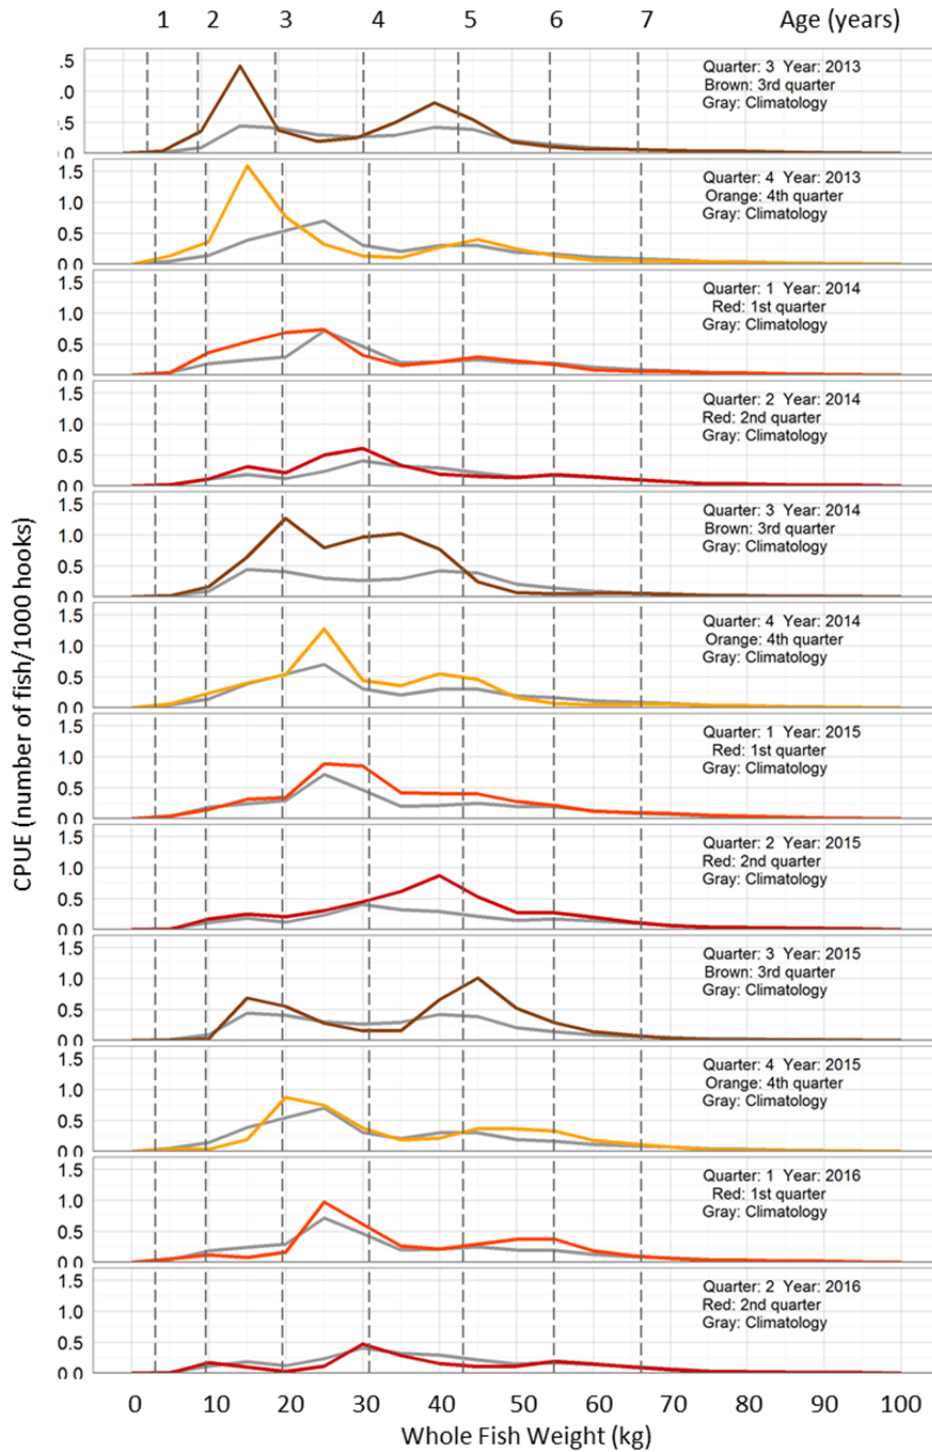 1 2 3 4 5 6 7 Age (years)
.5
.0
.5
.0
Quarter: 3 Year: 2013
Brown: 3rd quarter
Gray: Climatology
1.5
1.0
0.5
0.0
Quarter: 4 Year: 2013
Orange: 4th quarter
Gray: Climatology
1.5
1.0
0.5
0.0
Quarter: 1 Year: 2014
Red: 1st quarter
Gray: Climatology
1.5
1.0
0.5
0.0
Quarter: 2 Year: 2014
Red: 2nd quarter
Gray: Climatology
1.5
1.0
0.5
0.0
Quarter: 3 Year: 2014
Brown: 3rd quarter
Gray: Climatology
1.5
1.0
0.5
0.0
Quarter: 4 Year: 2014
Orange: 4th quarter
Gray: Climatology
1.5
1.0
0.5
0.0
Quarter: 1 Year: 2015
Red: 1st quarter
Gray: Climatology
1.5
1.0
0.5
0.0
Quarter: 2 Year: 2015
Red: 2nd quarter
Gray: Climatology
1.5
1.0
0.5
0.0
Quarter: 3 Year: 2015
Brown: 3rd quarter
Gray: Climatology
1.5
1.0
0.5
0.0
Quarter: 4 Year: 2015
Orange: 4th quarter
Gray: Climatology
1.5
1.0
0.5
0.0
Quarter: 1 Year: 2016
Red: 1st quarter
Gray: Climatology
1.5
1.0
0.5
0.0
Quarter: 2 Year: 2016
Red: 2nd quarter
Gray: Climatology
CPUE (number of fish/1000 hooks)
0 10 20 30 40 50 60 70 80 90 100
Whole Fish Weight (kg)